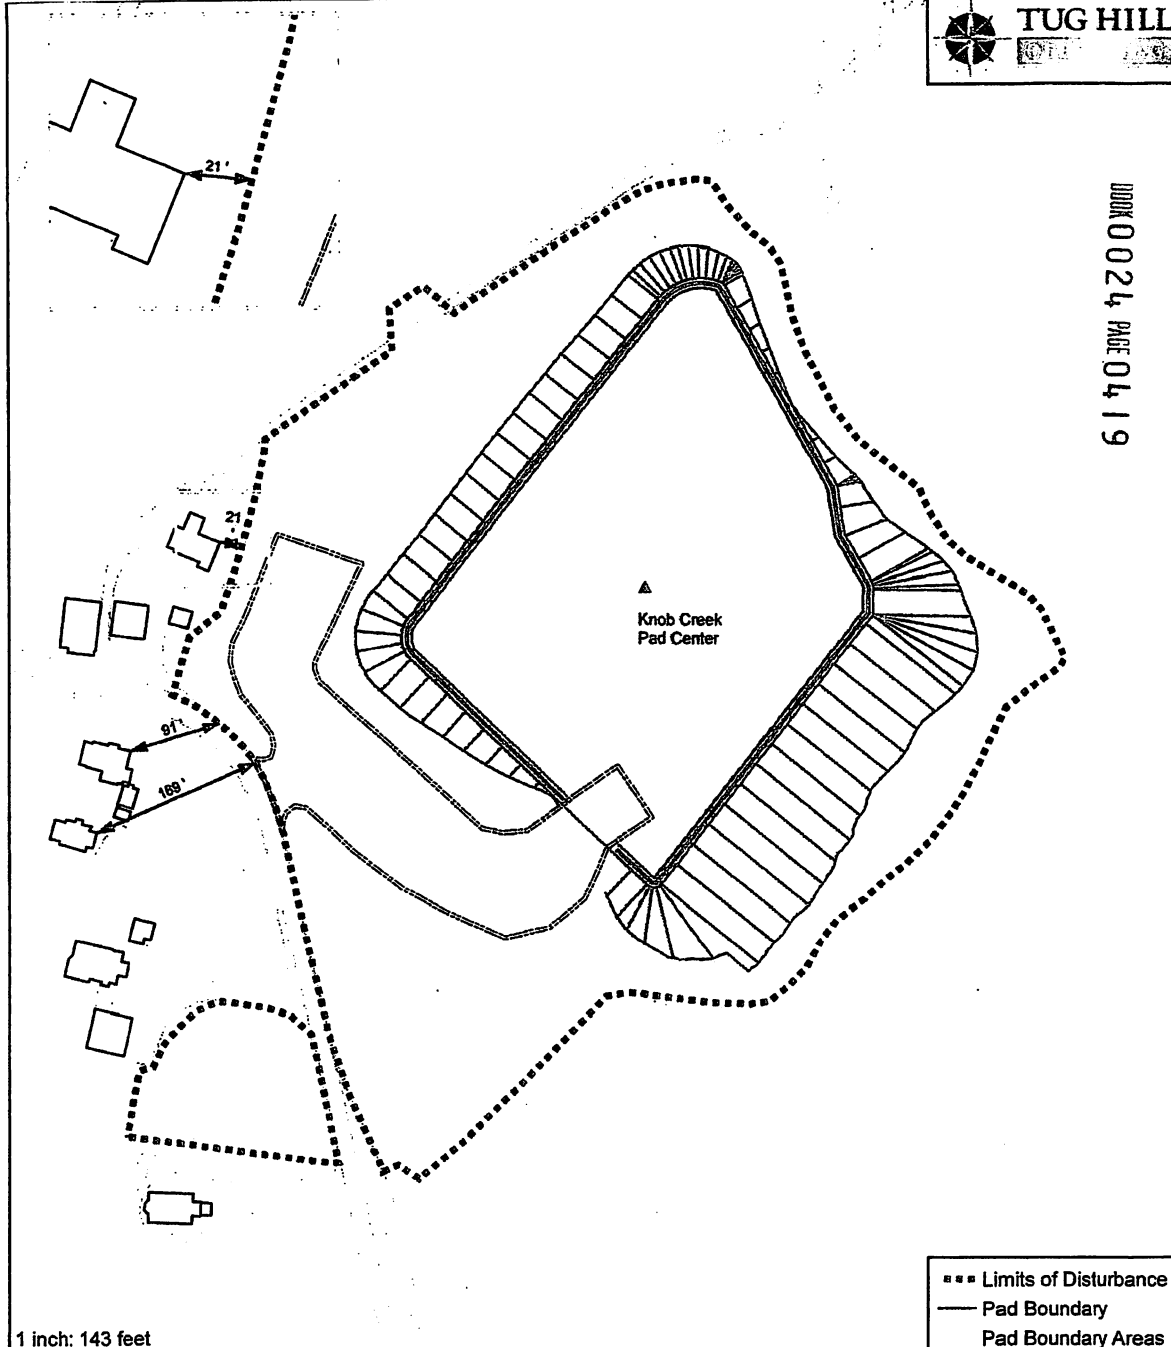 TUG HILL
21 '
BOOK 0024 PAGE 0419
21
'
Knob Creek
Pad Center
91 '
169 '
Limits of Disturbance
Pad Boundary
Pad Boundary Areas
1 inch: 143 feet